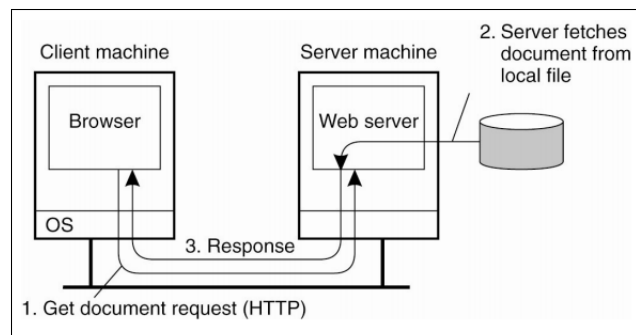 Client machine
Server machine
2. Server fetches
document from
local file
Browser
Web server
OS
3. Response
1. Get document request (HTTP)